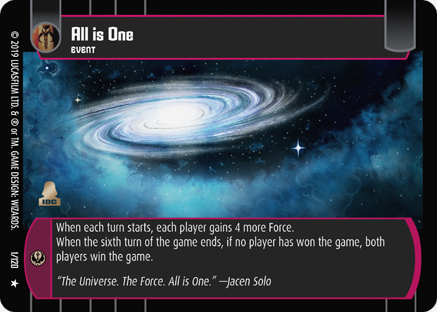 All is One
EVENT
© 2019 LUCASFILM LTD. & ® or TM. GAME DESIGN: WIZARDS.
1/120
IOC
When each turn starts, each player gains 4 more Force.
When the sixth turn of the game ends, if no player has won the game, both
players win the game.
"The Universe. The Force. All is One." —Jacen Solo